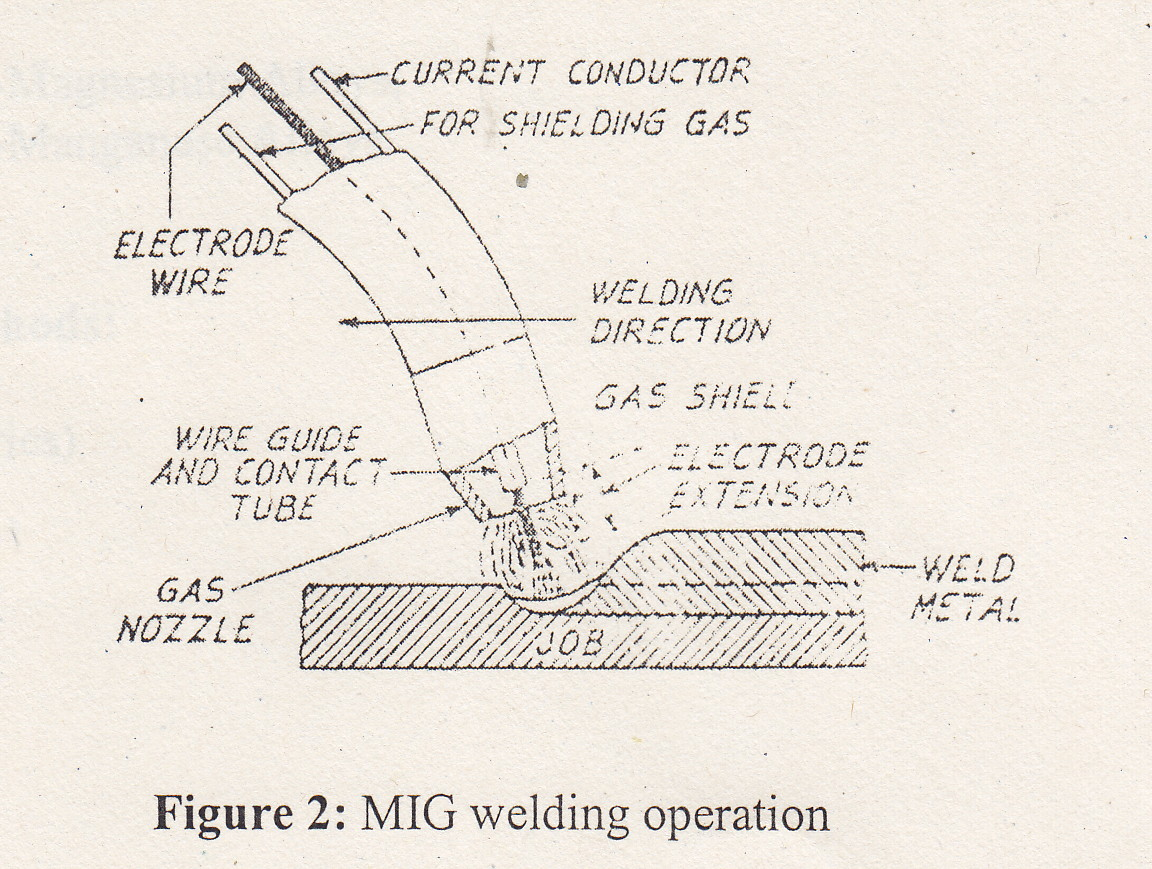 CURRENT CONDUCTOR
FOR SHIELDING GAS
ELECTRODE
WIRE
WELDING
DIRECTION
GAS SHIELL
WIRE GUIDE
AND CONTACT
TUBE
ELECTRODE
EXTENSION
GAS
NOZZLE
WELD
METAL
JOB
Figure 2: MIG welding operation